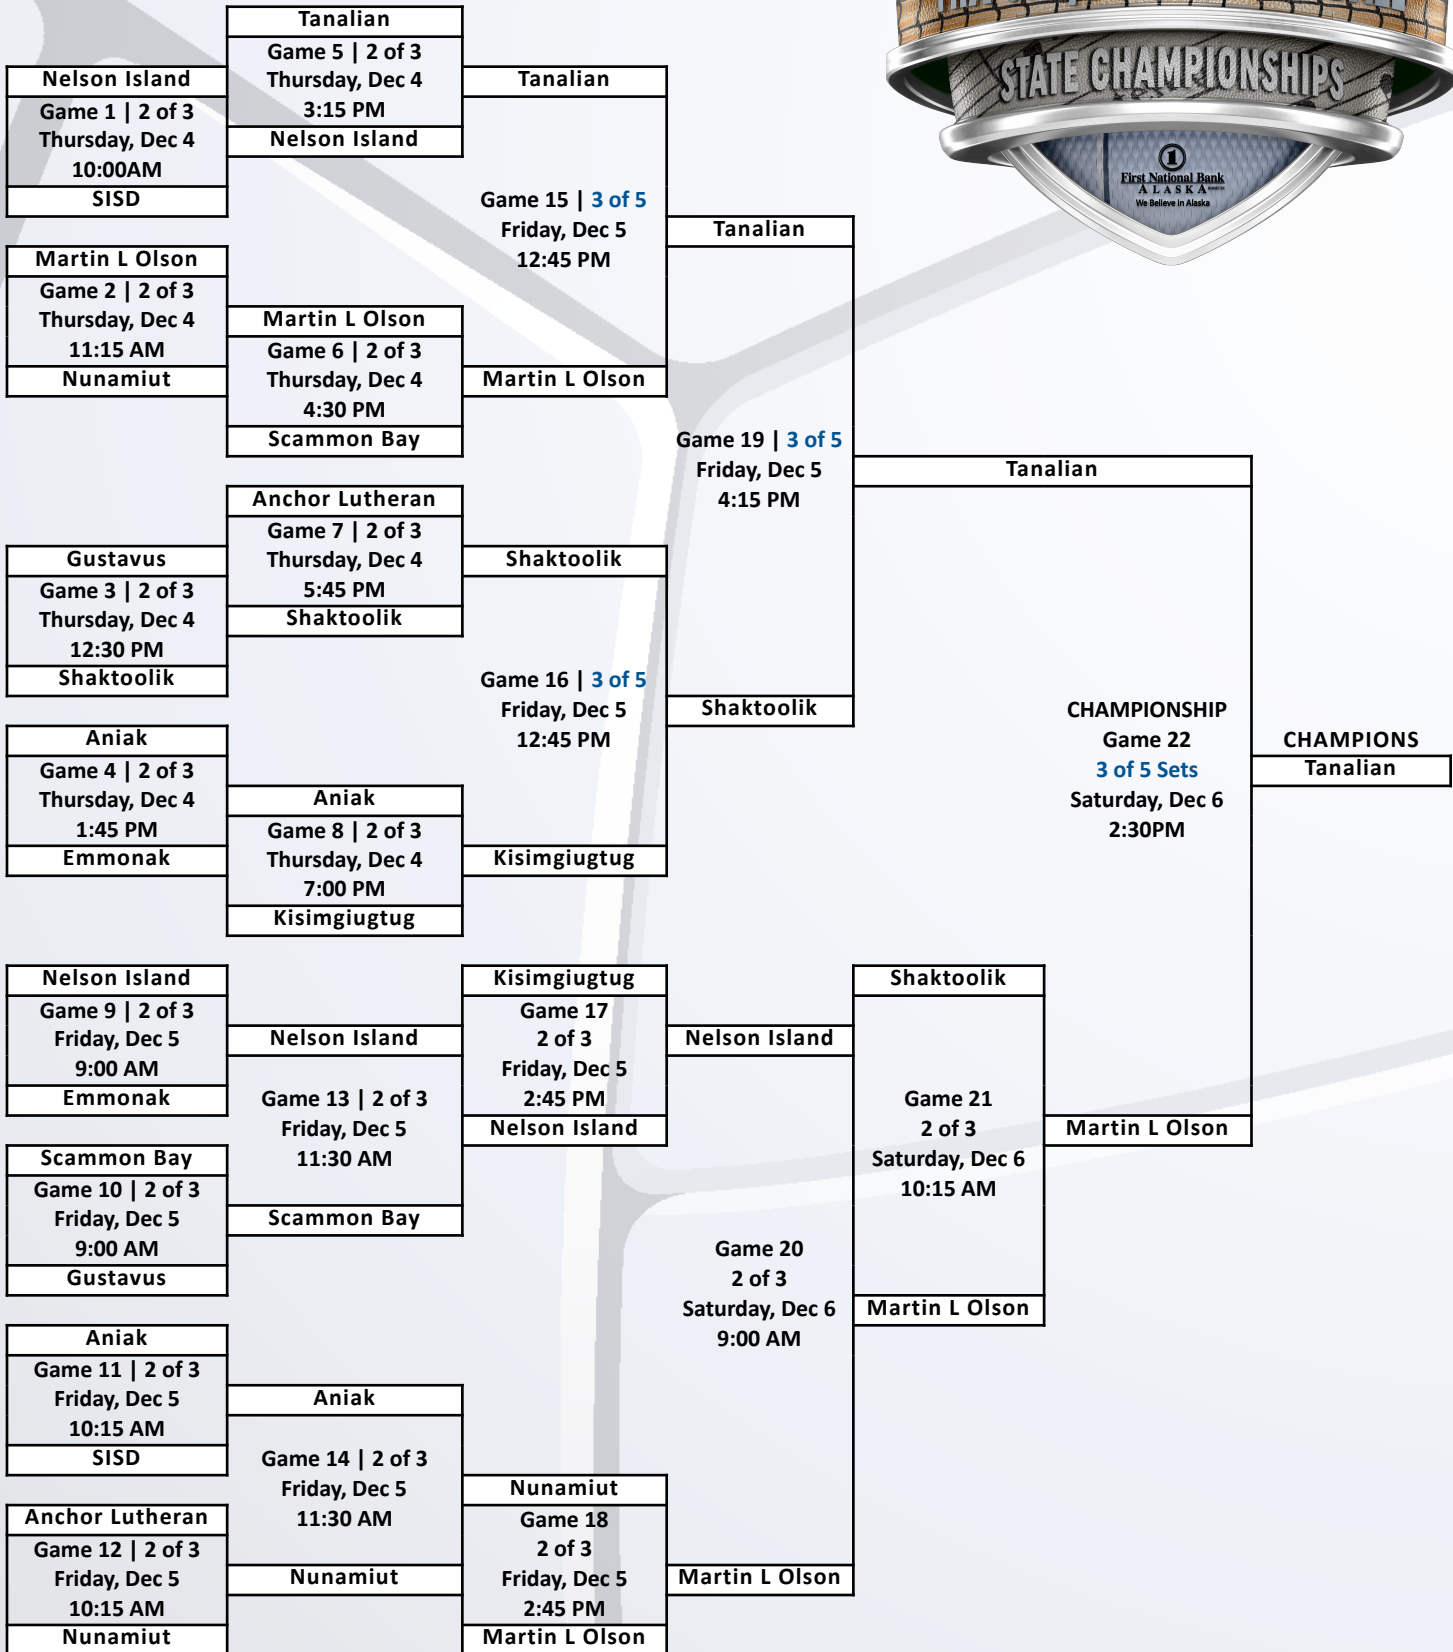 STATE CHAMPIONSHIPS
1
First National Bank
ALASKA
We Believe in Alaska
Tanalian
Game 5 | 2 of 3
Thursday, Dec 4
3:15 PM
Nelson Island
Nelson Island
Game 1 | 2 of 3
Thursday, Dec 4
10:00AM
SISD
Tanalian
Game 15 | 3 of 5
Friday, Dec 5
12:45 PM
Martin L Olson
Game 2 | 2 of 3
Thursday, Dec 4
11:15 AM
Nunamiut
Martin L Olson
Game 6 | 2 of 3
Thursday, Dec 4
4:30 PM
Scammon Bay
Martin L Olson
Tanalian
Game 19 | 3 of 5
Friday, Dec 5
4:15 PM
Tanalian
Anchor Lutheran
Game 7 | 2 of 3
Thursday, Dec 4
5:45 PM
Shaktoolik
Gustavus
Game 3 | 2 of 3
Thursday, Dec 4
12:30 PM
Shaktoolik
Shaktoolik
Game 16 | 3 of 5
Friday, Dec 5
12:45 PM
Shaktoolik
Aniak
Game 4 | 2 of 3
Thursday, Dec 4
1:45 PM
Emmonak
Aniak
Game 8 | 2 of 3
Thursday, Dec 4
7:00 PM
Kisimgiugtug
Kisimgiugtug
CHAMPIONSHIP
Game 22
3 of 5 Sets
Saturday, Dec 6
2:30PM
CHAMPIONS
Tanalian
Nelson Island
Game 9 | 2 of 3
Friday, Dec 5
9:00 AM
Emmonak
Nelson Island
Game 13 | 2 of 3
Friday, Dec 5
11:30 AM
Scammon Bay
Kisimgiugtug
Game 17
2 of 3
Friday, Dec 5
2:45 PM
Nelson Island
Nelson Island
Shaktoolik
Game 21
2 of 3
Saturday, Dec 6
10:15 AM
Martin L Olson
Martin L Olson
Scammon Bay
Game 10 | 2 of 3
Friday, Dec 5
9:00 AM
Gustavus
Game 20
2 of 3
Saturday, Dec 6
9:00 AM
Aniak
Game 11 | 2 of 3
Friday, Dec 5
10:15 AM
SISD
Aniak
Game 14 | 2 of 3
Friday, Dec 5
11:30 AM
Nunamiut
Anchor Lutheran
Game 12 | 2 of 3
Friday, Dec 5
10:15 AM
Nunamiut
Nunamiut
Game 18
2 of 3
Friday, Dec 5
2:45 PM
Martin L Olson
Martin L Olson